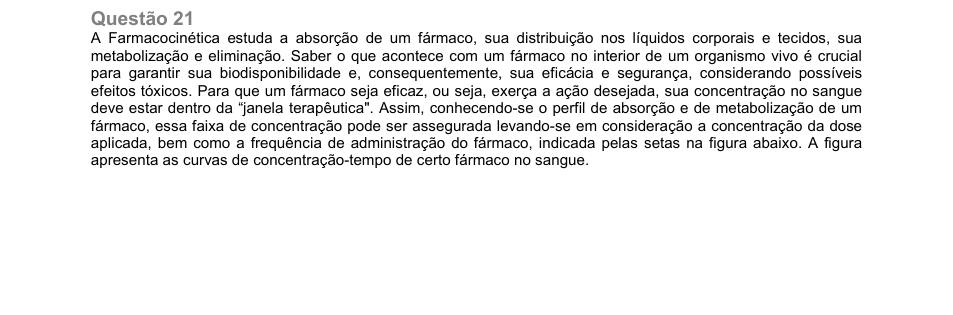 Questão 21
A Farmacocinética estuda a absorção de um fármaco, sua distribuição nos líquidos corporais e tecidos, sua
metabolização e eliminação. Saber o que acontece com um fármaco no interior de um organismo vivo é crucial
para garantir sua biodisponibilidade e, consequentemente, sua eficácia e segurança, considerando possíveis
efeitos tóxicos. Para que um fármaco seja eficaz, ou seja, exerça a ação desejada, sua concentração no sangue
deve estar dentro da “janela terapêutica". Assim, conhecendo-se o perfil de absorção e de metabolização de um
fármaco, essa faixa de concentração pode ser assegurada levando-se em consideração a concentração da dose
aplicada, bem como a frequência de administração do fármaco, indicada pelas setas na figura abaixo. A figura
apresenta as curvas de concentração-tempo de certo fármaco no sangue.